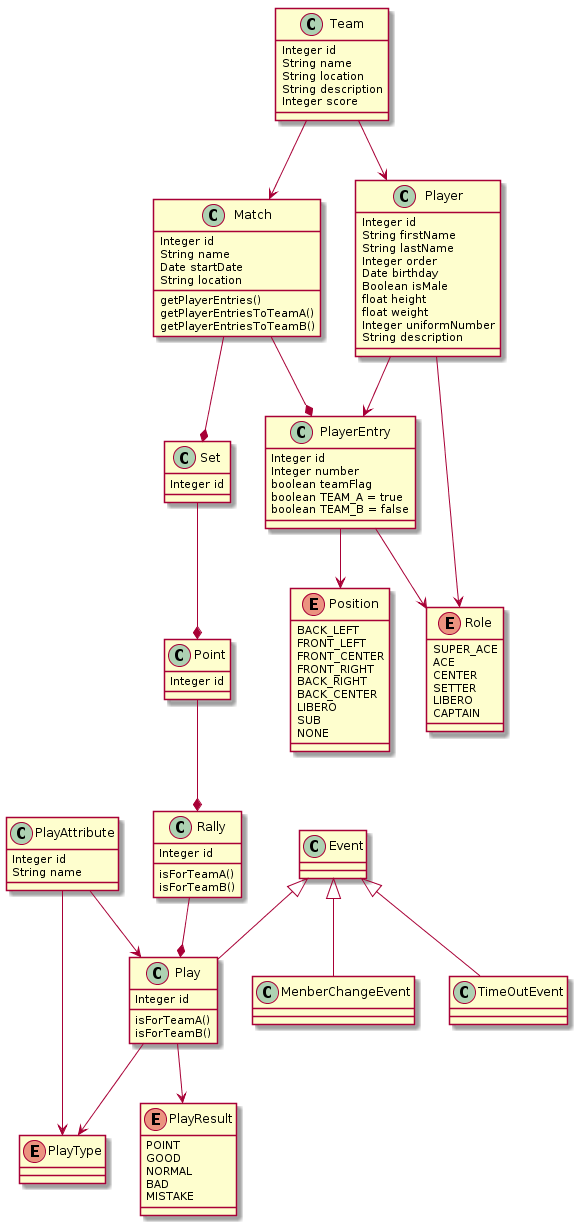 C Team
Integer id
String name
String location
String description
Integer score
C Match
Integer id
String name
Date startDate
String location
getPlayerEntries()
getPlayerEntriesToTeamA()
getPlayerEntriesToTeamB()
C Player
Integer id
String firstName
String lastName
Integer order
Date birthday
Boolean isMale
float height
float weight
Integer uniformNumber
String description
C Set
Integer id
C PlayerEntry
Integer id
Integer number
boolean teamFlag
boolean TEAM_A = true
boolean TEAM_B = false
E Position
BACK_LEFT
FRONT_LEFT
FRONT_CENTER
FRONT_RIGHT
BACK_RIGHT
BACK_CENTER
LIBERO
SUB
NONE
E Role
SUPER_ACE
ACE
CENTER
SETTER
LIBERO
CAPTAIN
C Point
Integer id
C PlayAttribute
Integer id
String name
C Rally
Integer id
isForTeamA()
isForTeamB()
C Event
C Play
Integer id
isForTeamA()
isForTeamB()
C MenberChangeEvent
C TimeOutEvent
E PlayType
E PlayResult
POINT
GOOD
NORMAL
BAD
MISTAKE